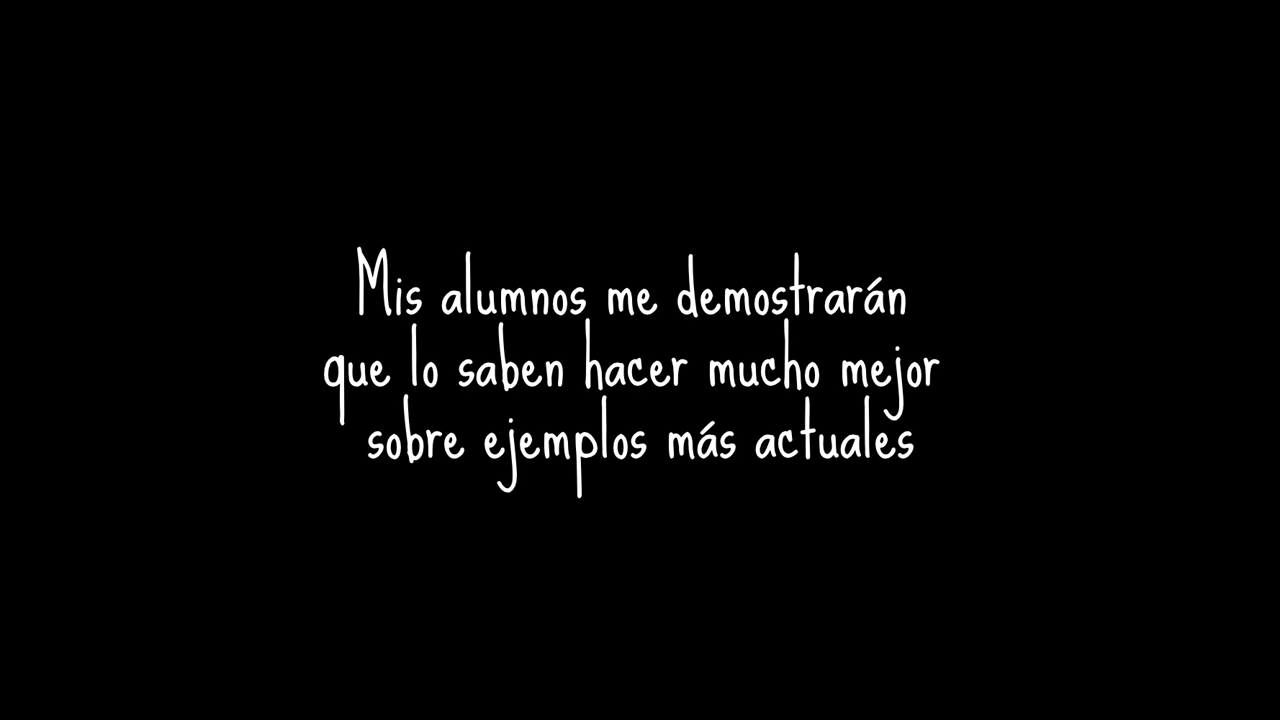 Mis alumnos me demostrarán
que lo saben hacer mucho mejor
sobre ejemplos más actuales